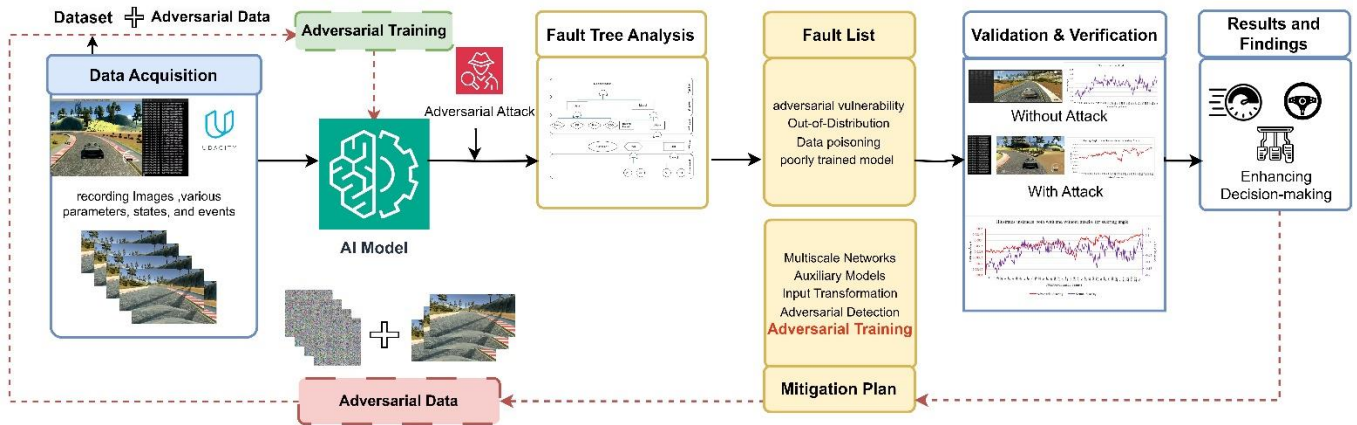 Dataset
Adversarial Data
Adversarial Training
Data Acquisition
UDACITY
recording Images ,various
parameters, states, and events
AI Model
Adversarial Attack
Fault Tree Analysis
Fault List
adversarial vulnerability
Out-of-Distribution
Data poisoning
poorly trained model
Validation & Verification
Without Attack
With Attack
Results and
Findings
Enhancing
Decision-making
Multiscale Networks
Auxiliary Models
Input Transformation
Adversarial Detection
Adversarial Training
Mitigation Plan
Adversarial Data